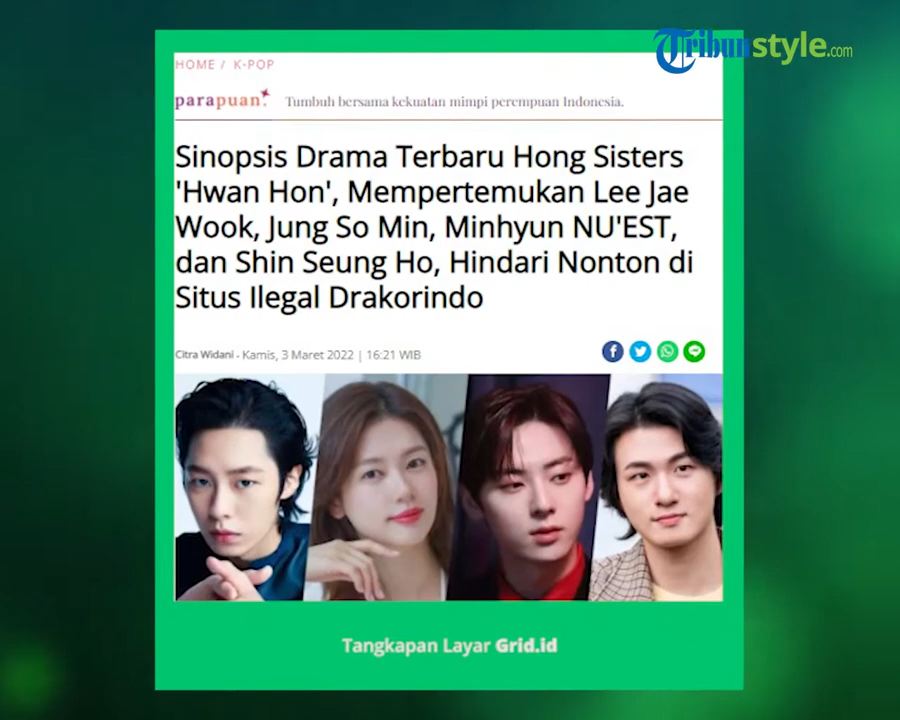 Tribunstyle.com
HOME / K-POP
parapuan. Tumbuh bersama kekuatan mimpi perempuan Indonesia.
Sinopsis Drama Terbaru Hong Sisters
'Hwan Hon', Mempertemukan Lee Jae
Wook, Jung So Min, Minhyun NU'EST,
dan Shin Seung Ho, Hindari Nonton di
Situs Ilegal Drakorindo
Citra Widani - Kamis, 3 Maret 2022 | 16:21 WIB
Tangkapan Layar Grid.id